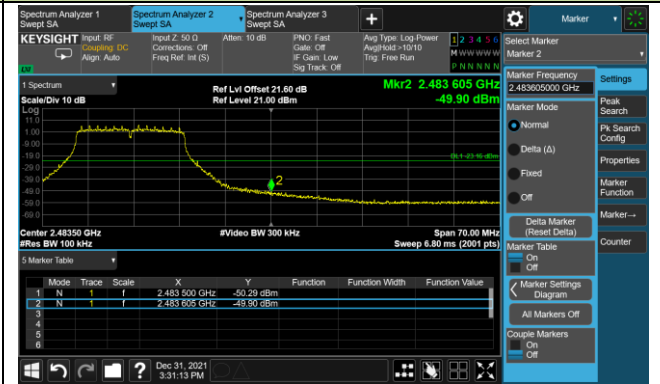 Spectrum Analyzer 1
Swept SA
Spectrum Analyzer 2
Swept SA
Spectrum Analyzer 3
Swept SA
+
Marker
KEYSIGHT
Input: RF
Coupling: DC
Align: Auto
Input Z: 50 Ω
Corrections: Off
Freq Ref: Int (S)
Atten: 10 dB
PNO: Fast
Gate: Off
IF Gain: Low
Sig Track: Off
Avg Type: Log-Power
Avg|Hold:>10/10
Trig: Free Run
1 2 3 4 5 6
M W W W W W
P N N N N N
Select Marker
Marker 2
1 Spectrum
Scale/Div 10 dB
Log
Ref Lvl Offset 21.60 dB
Ref Level 21.00 dBm
Mkr2 2.483 605 GHz
-49.90 dBm
11.0
1.00
-9.00
-19.0
-29.0
-39.0
-49.0
-59.0
-69.0
DL1 -23.16 dBm
2
Center 2.48350 GHz
#Res BW 100 kHz
#Video BW 300 kHz
Span 70.00 MHz
Sweep 6.80 ms (2001 pts)
5 Marker Table
Mode Trace Scale X Y Function Function Width Function Value
1 N 1 f 2.483 500 GHz -50.29 dBm
2 N 1 f 2.483 605 GHz -49.90 dBm
3
4
5
6
Marker Frequency
2.483605000 GHz
Marker Mode
Normal
Delta (Δ)
Fixed
Off
Delta Marker
(Reset Delta)
Marker Table
On
Off
Marker Settings
Diagram
All Markers Off
Couple Markers
On
Off
Settings
Peak
Search
Pk Search
Config
Properties
Marker
Function
Marker→
Counter
?
Dec 31, 2021
3:31:13 PM